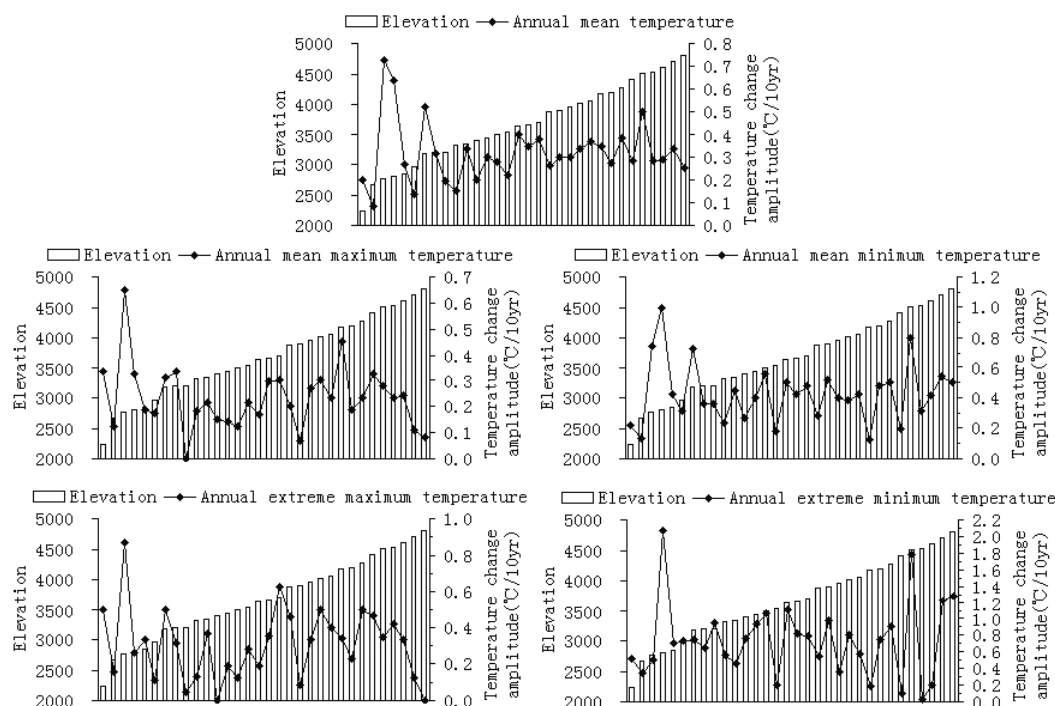 Elevation Annual mean temperature
5000 4500 4000 3500 3000 2500 2000
Elevation
0.8 0.7 0.6 0.5 0.4 0.3 0.2 0.1 0.0
Temperature change
amplitude(℃/10yr)
Elevation Annual mean maximum temperature
5000 4500 4000 3500 3000 2500 2000
Elevation
0.7 0.6 0.5 0.4 0.3 0.2 0.1 0.0
Temperature change
amplitude(℃/10yr)
Elevation Annual mean minimum temperature
5000 4500 4000 3500 3000 2500 2000
Elevation
1.2 1.0 0.8 0.6 0.4 0.2 0.0
Temperature change
amplitude(℃/10yr)
Elevation Annual extreme maximum temperature
5000 4500 4000 3500 3000 2500 2000
Elevation
1.0 0.8 0.6 0.4 0.2 0.0
Temperature change
amplitude(℃/10yr)
Elevation Annual extreme minimum temperature
5000 4500 4000 3500 3000 2500 2000
Elevation
2.2 2.0 1.8 1.6 1.4 1.2 1.0 0.8 0.6 0.4 0.2 0.0
Temperature change
amplitude(℃/10yr)